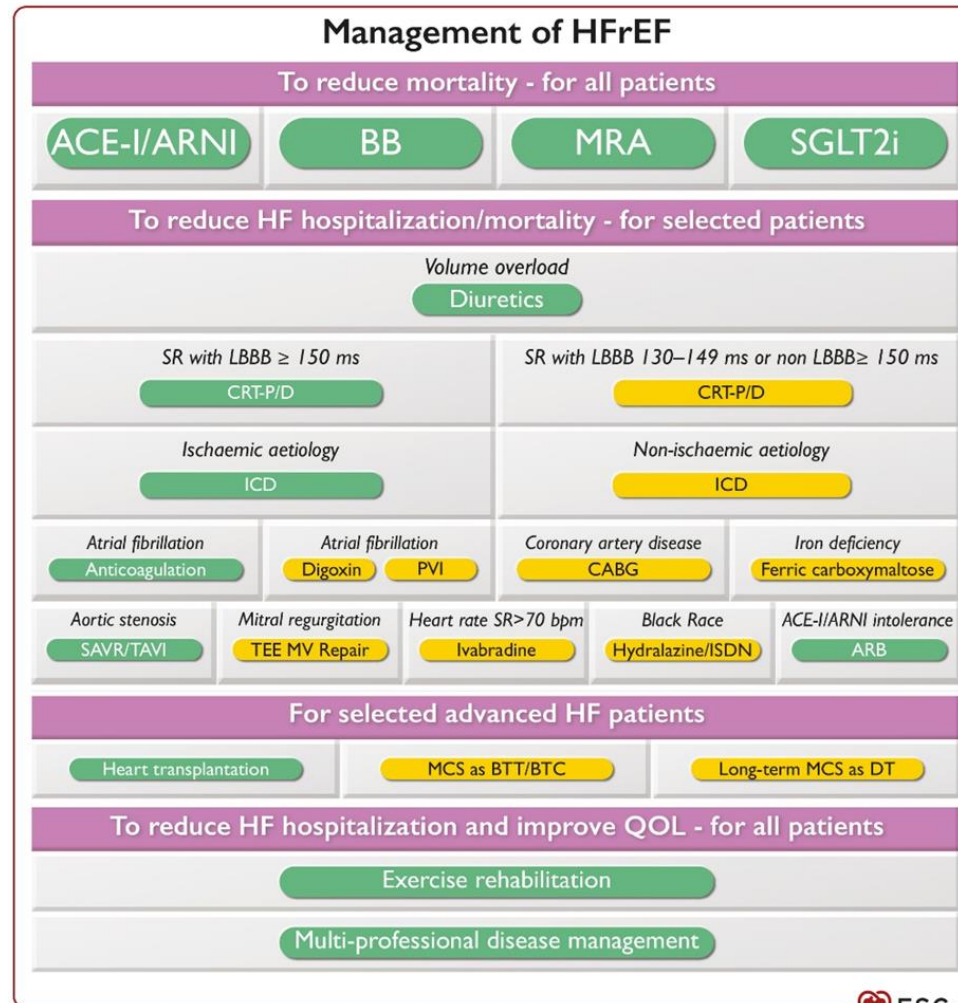 Management of HFrEF
To reduce mortality - for all patients
ACE-I/ARNI
BB
MRA
SGLT2i
To reduce HF hospitalization/mortality - for selected patients
Volume overload
Diuretics
SR with LBBB ≥ 150 ms
CRT-P/D
SR with LBBB 130–149 ms or non LBBB≥ 150 ms
CRT-P/D
Ischaemic aetiology
ICD
Non-ischaemic aetiology
ICD
Atrial fibrillation
Anticoagulation
Atrial fibrillation
Digoxin
PVI
Coronary artery disease
CABG
Iron deficiency
Ferric carboxymaltose
Aortic stenosis
SAVR/TAVI
Mitral regurgitation
TEE MV Repair
Heart rate SR>70 bpm
Ivabradine
Black Race
Hydralazine/ISDN
ACE-I/ARNI intolerance
ARB
For selected advanced HF patients
Heart transplantation
MCS as BTT/BTC
Long-term MCS as DT
To reduce HF hospitalization and improve QOL - for all patients
Exercise rehabilitation
Multi-professional disease management
ESC